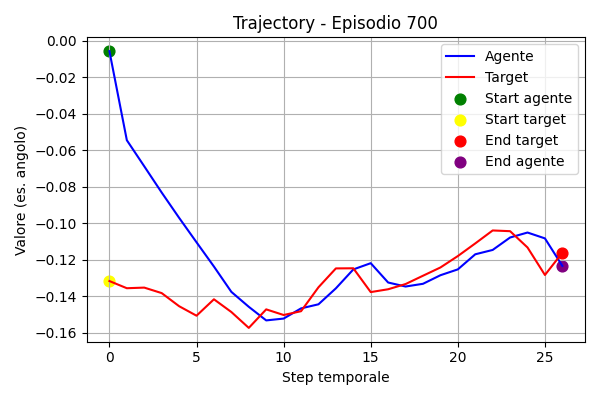 Trajectory - Episodio 700
Valore (es. angolo)
0.00
−0.02
−0.04
−0.06
−0.08
−0.10
−0.12
−0.14
−0.16
Agente
Target
Start agente
Start target
End target
End agente
0
5
10
15
20
25
Step temporale